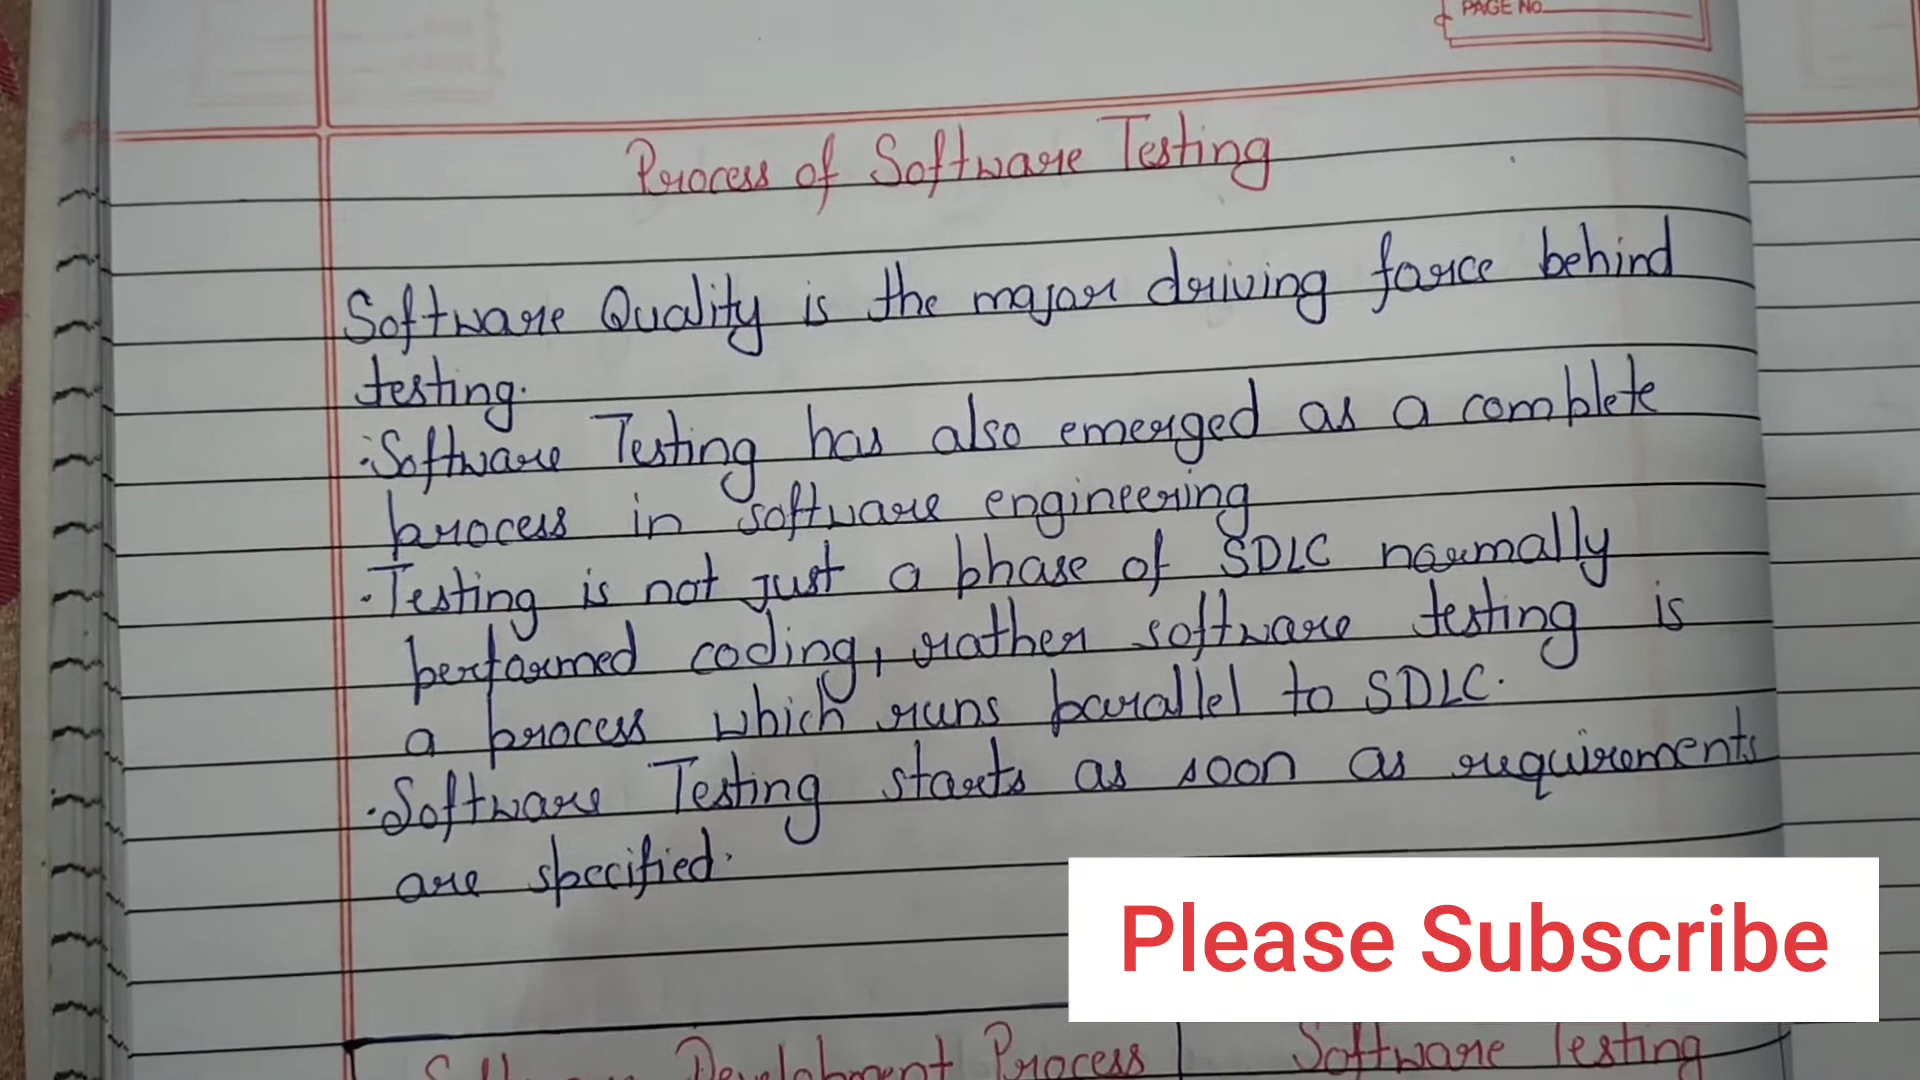 PAGE NO.
Process of Software Testing
Software Quality is the major driving force behind
testing.
·Software Testing has also emerged as a complete
process in software engineering
·Testing is not just a phase of SDLC normally
performed coding, rather software testing is
a process which runs parallel to SDLC.
·Software Testing starts as soon as requirements
are specified.
Please Subscribe
Development Process
Software Testing